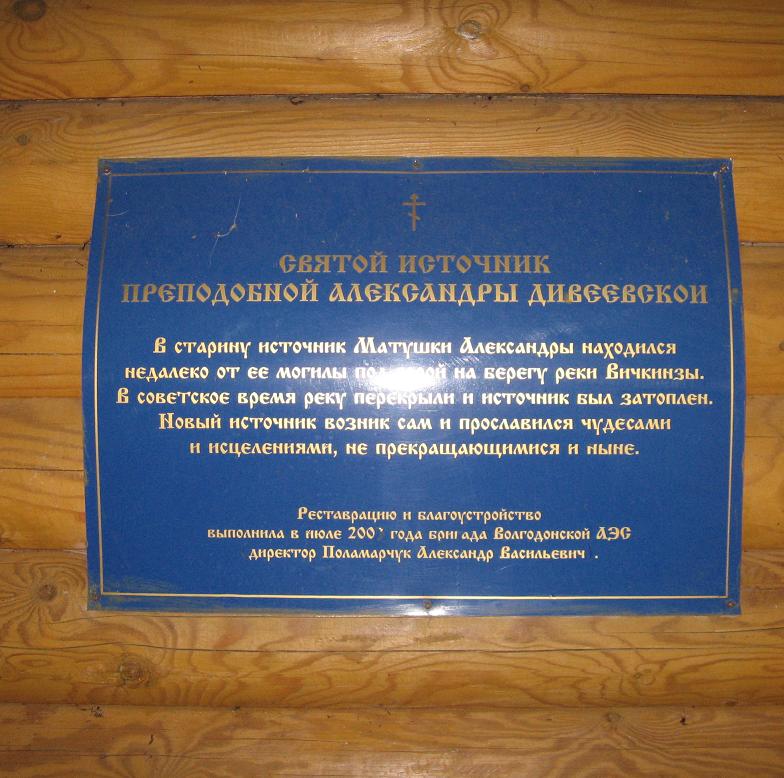 СВЯТОЙ ИСТОЧНИК
ПРЕПОДОБНОЙ АЛЕКСАНДРЫ ДИВЕЕВСКОИ
В старину источник Матушки Александры находился
недалеко от ее могилы на берегу реки Вичкинзы.
В советское время реку перекрыли и источник был затоплен.
Новый источник возник сам и прославился чудесами
и исцелениями, не прекращающимися и ныне.
Реставрацию и благоустройство
выполнила в июле года бригада Волгодонской АЭС
директор Поламарчук Александр Васильевич .